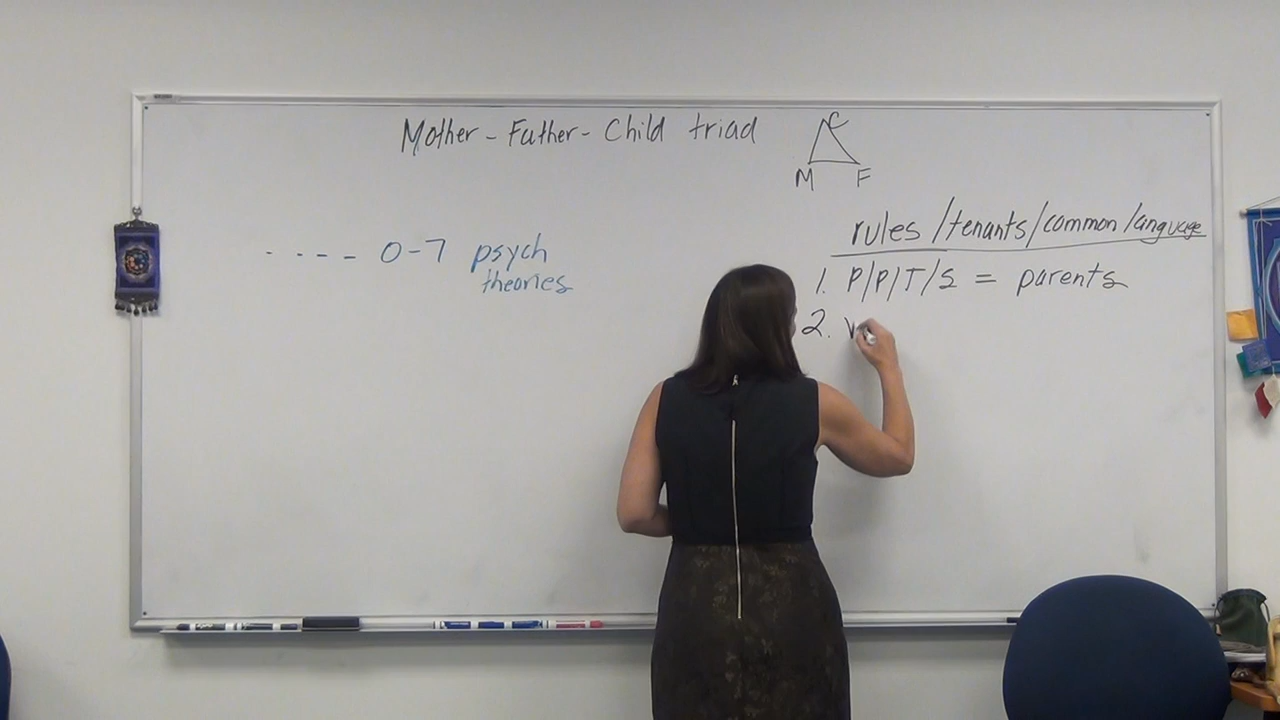 Mother - Father - Child triad
C
M F
rules / tenants / common / language
---- 0-7 psych
theories
1. P/P/T/S = parents
2.